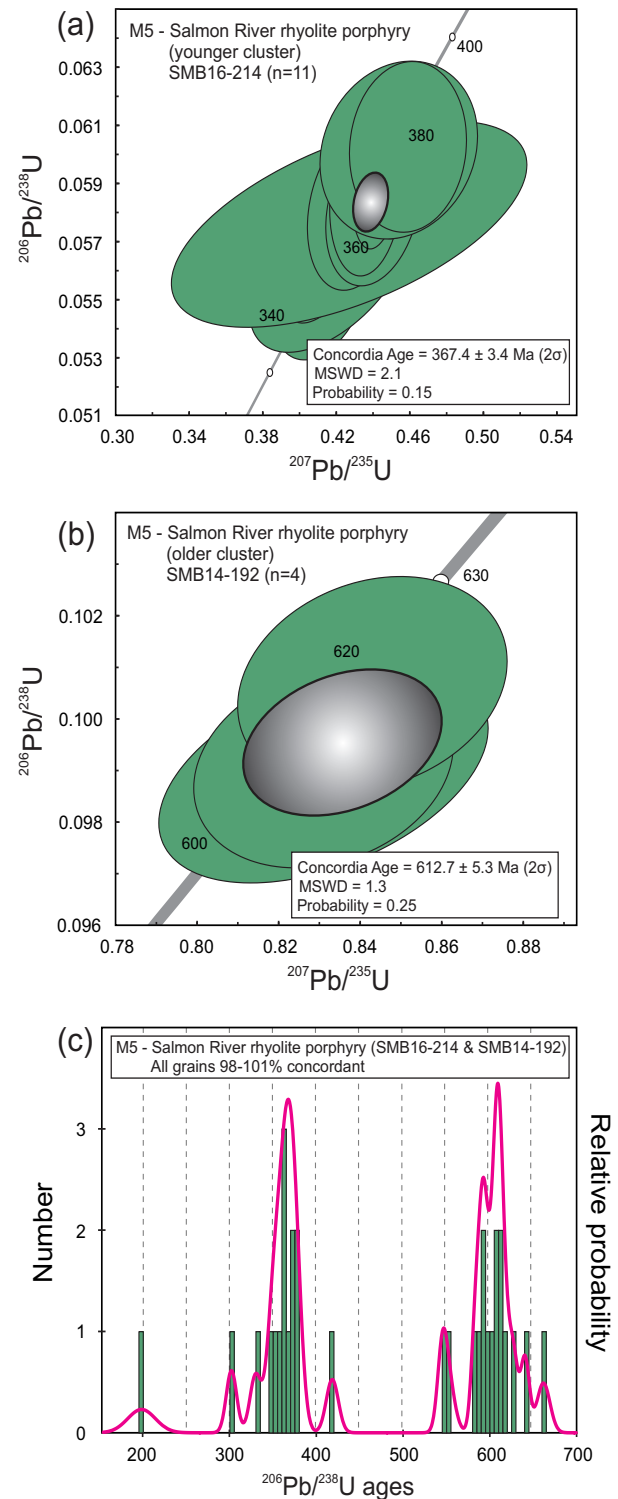 (a)
M5 - Salmon River rhyolite porphyry
(younger cluster)
SMB16-214 (n=11)
400
380
360
340
0.063
0.061
0.059
0.057
0.055
0.053
0.051
²⁰⁶Pb/²³⁸U
Concordia Age = 367.4 ± 3.4 Ma (2σ)
MSWD = 2.1
Probability = 0.15
0.30 0.34 0.38 0.42 0.46 0.50 0.54
²⁰⁷Pb/²³⁵U
(b)
M5 - Salmon River rhyolite porphyry
(older cluster)
SMB14-192 (n=4)
630
620
600
0.102
0.100
0.098
0.096
²⁰⁶Pb/²³⁸U
Concordia Age = 612.7 ± 5.3 Ma (2σ)
MSWD = 1.3
Probability = 0.25
0.78 0.80 0.82 0.84 0.86 0.88
²⁰⁷Pb/²³⁵U
(c)
M5 - Salmon River rhyolite porphyry (SMB16-214 & SMB14-192)
All grains 98-101% concordant
3
2
1
0
Number
Relative probability
200 300 400 500 600 700
²⁰⁶Pb/²³⁸U ages